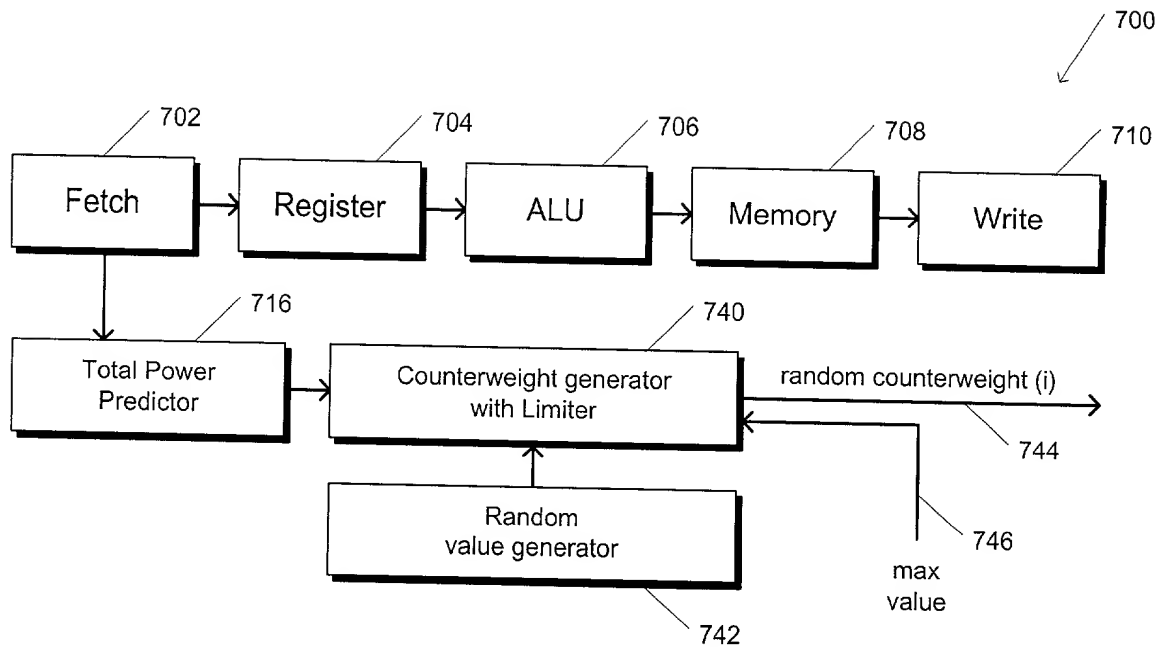 700
702
704
706
708
710
Fetch
Register
ALU
Memory
Write
716
740
Total Power
Predictor
Counterweight generator
with Limiter
random counterweight (i)
744
Random
value generator
746
max
value
742